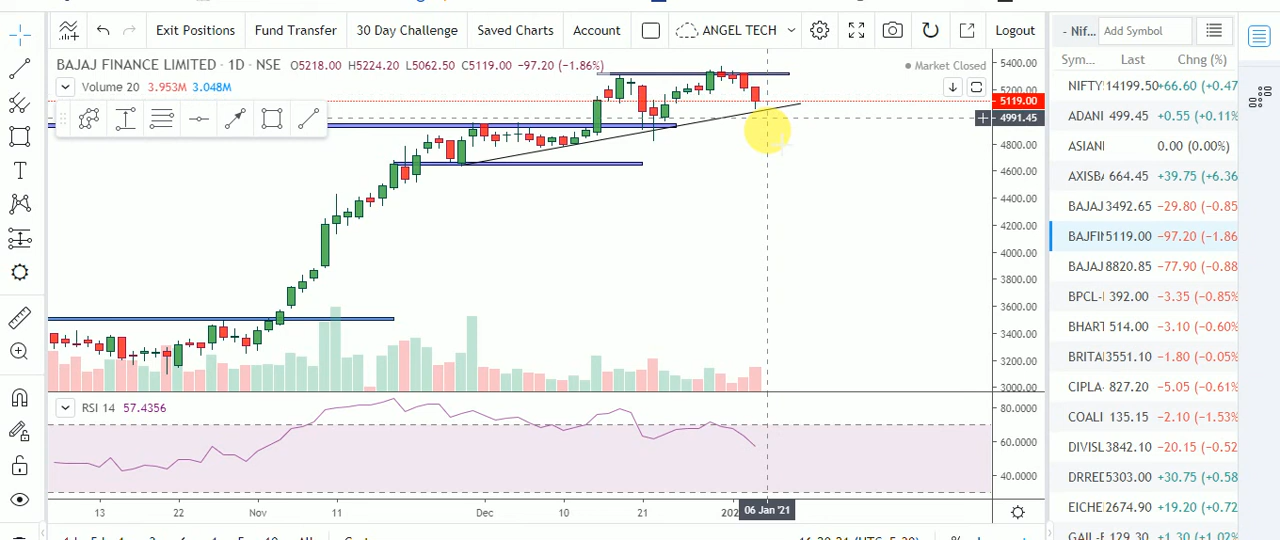 Exit Positions Fund Transfer 30 Day Challenge Saved Charts Account ANGEL TECH Logout
- Nif... Add Symbol
BAJAJ FINANCE LIMITED · 1D · NSE O5218.00 H5224.20 L5062.50 C5119.00 -97.20 (-1.86%)
Market Closed
Volume 20 3.953M 3.048M
5400.00
5200.00
5119.00
4991.45
4800.00
4600.00
4400.00
4200.00
4000.00
3800.00
3600.00
3400.00
3200.00
3000.00
RSI 14 57.4356
80.0000
60.0000
40.0000
13 22 Nov 11 Dec 10 21 06 Jan '21
Sym... Last Chng (%)
NIFTY 14199.50 +66.60 (+0.47
ADANI 499.45 +0.55 (+0.11%
ASIANI 0.00 (0.00%)
AXISBA 664.45 +39.75 (+6.36
BAJAJ 3492.65 -29.80 (-0.85
BAJFI 5119.00 -97.20 (-1.86
BAJAJ 8820.85 -77.90 (-0.88
BPCL- 392.00 -3.35 (-0.85%
BHART 514.00 -3.10 (-0.60%
BRITA 3551.10 -1.80 (-0.05%
CIPLA- 827.20 -5.05 (-0.61%
COALI 135.15 -2.10 (-1.53%
DIVISL 3842.10 -20.15 (-0.52
DRREE 5303.00 +30.75 (+0.58
EICHE 2674.90 +19.20 (+0.72
GAIL- 129.30 +1.30 (+1.02%